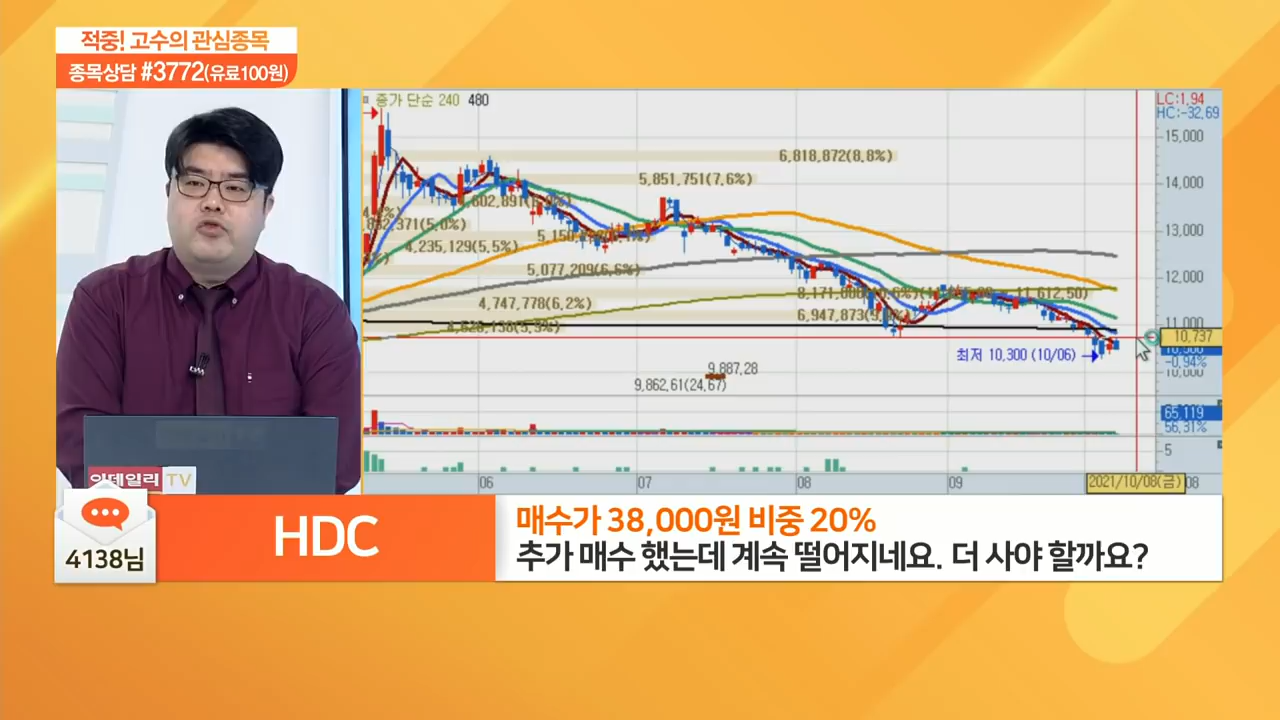 적중! 고수의 관심종목
종목상담 #3772(유료100원)
종가 단순 240 480
LC:1.94
HC:-32.69
15,000
6,818,872(8.8%)
5,851,751(7.6%)
14,000
13,000
4,235,129(5.5%)
5,077,209(6.6%)
12,000
4,747,778(6.2%)
11,000
10,737
최저 10,300 (10/06)
-0.94%
10,000
9,887.28
9,862.61(24.67)
65,119
56.31%
5
06
07
08
09
2021/10/08(금)
08
이데일리 TV
4138님
HDC
매수가 38,000원 비중 20%
추가 매수 했는데 계속 떨어지네요. 더 사야 할까요?